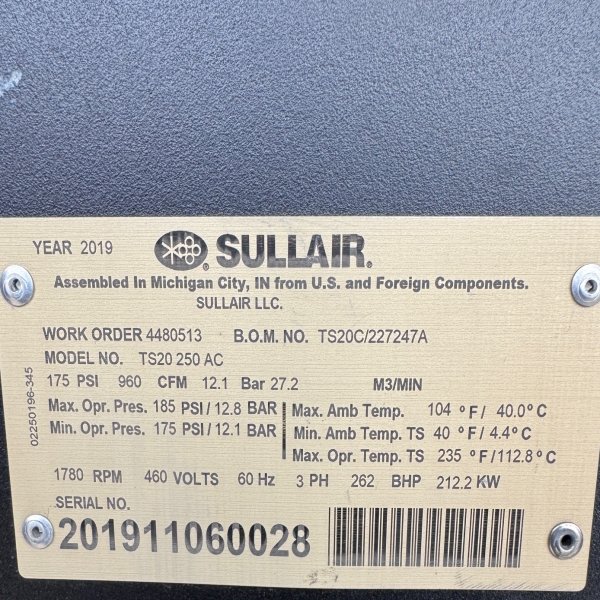 YEAR 2019 SULLAIR.
Assembled In Michigan City, IN from U.S. and Foreign Components.
SULLAIR LLC.
WORK ORDER 4480513 B.O.M. NO. TS20C/227247A
MODEL NO. TS20 250 AC
175 PSI 960 CFM 12.1 Bar 27.2 M3/MIN
Max. Opr. Pres. 185 PSI/12.8 BAR
Min. Opr. Pres. 175 PSI/12.1 BAR
Max. Amb Temp. 104 °F/ 40.0°C
Min. Amb Temp. TS 40 °F/4.4°C
Max. Opr. Temp. TS 235 °F/112.8°C
1780 RPM 460 VOLTS 60 Hz 3 PH 262 BHP 212.2 KW
SERIAL NO.
201911060028
02250196-345